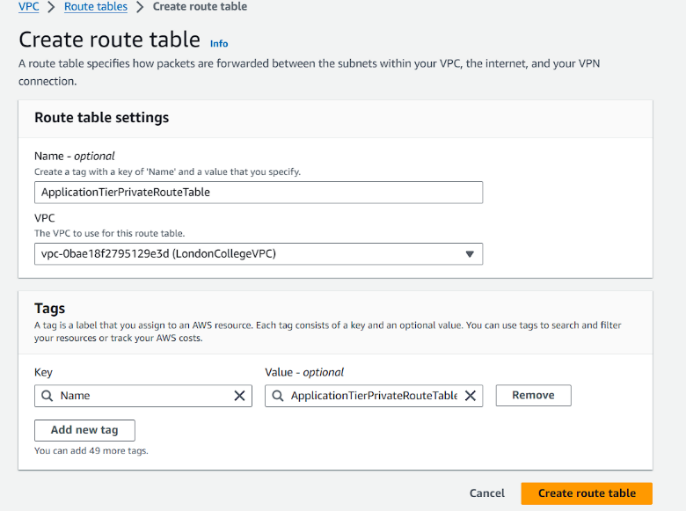 VPC > Route tables > Create route table
Create route table Info
A route table specifies how packets are forwarded between the subnets within your VPC, the internet, and your VPN
connection.
Route table settings
Name - optional
Create a tag with a key of 'Name' and a value that you specify.
ApplicationTierPrivateRouteTable
VPC
The VPC to use for this route table.
vpc-0bae18f2795129e3d (LondonCollegeVPC)
Tags
A tag is a label that you assign to an AWS resource. Each tag consists of a key and an optional value. You can use tags to search and filter
your resources or track your AWS costs.
Key Value - optional
Name ApplicationTierPrivateRouteTable Remove
Add new tag
You can add 49 more tags.
Cancel Create route table